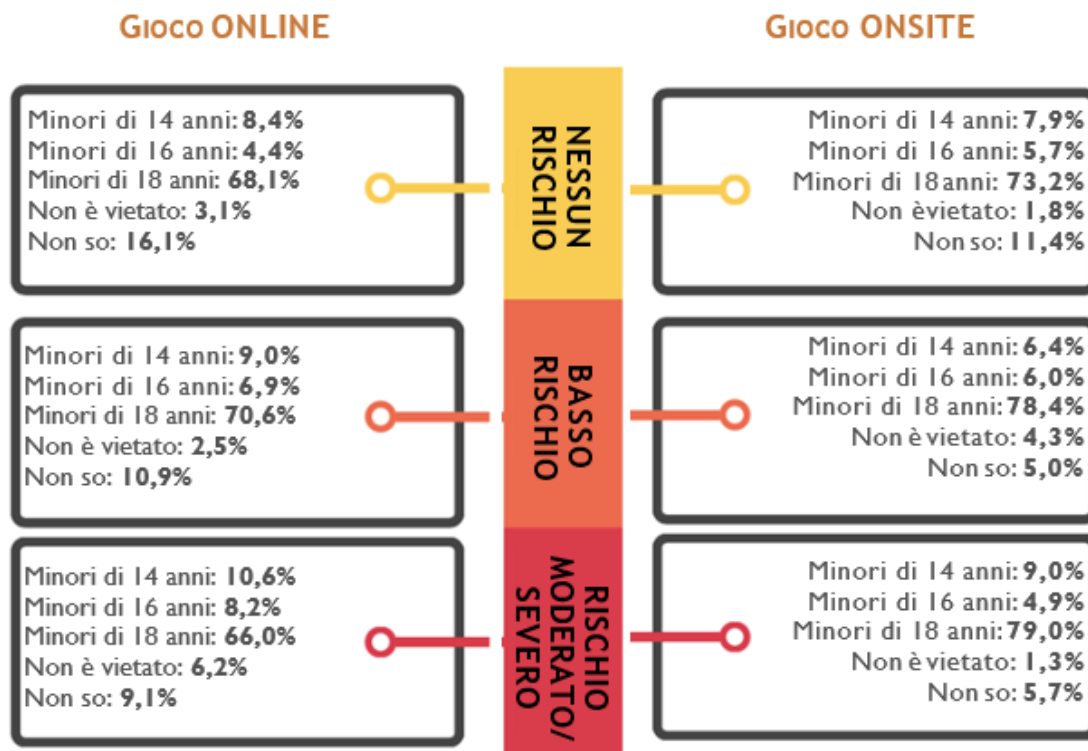 Gioco ONLINE
Gioco ONSITE
Minori di 14 anni: 8,4%
Minori di 16 anni: 4,4%
Minori di 18 anni: 68,1%
Non è vietato: 3,1%
Non so: 16,1%
NESSUN
RISCHIO
Minori di 14 anni: 7,9%
Minori di 16 anni: 5,7%
Minori di 18anni: 73,2%
Non èvietato: 1,8%
Non so: 11,4%
Minori di 14 anni: 9,0%
Minori di 16 anni: 6,9%
Minori di 18 anni: 70,6%
Non è vietato: 2,5%
Non so: 10,9%
BASSO
RISCHIO
Minori di 14 anni: 6,4%
Minori di 16 anni: 6,0%
Minori di 18 anni: 78,4%
Non è vietato: 4,3%
Non so: 5,0%
Minori di 14 anni: 10,6%
Minori di 16 anni: 8,2%
Minori di 18 anni: 66,0%
Non è vietato: 6,2%
Non so: 9,1%
RISCHIO
MODERATO/
SEVERO
Minori di 14 anni: 9,0%
Minori di 16 anni: 4,9%
Minori di 18 anni: 79,0%
Non è vietato: 1,3%
Non so: 5,7%